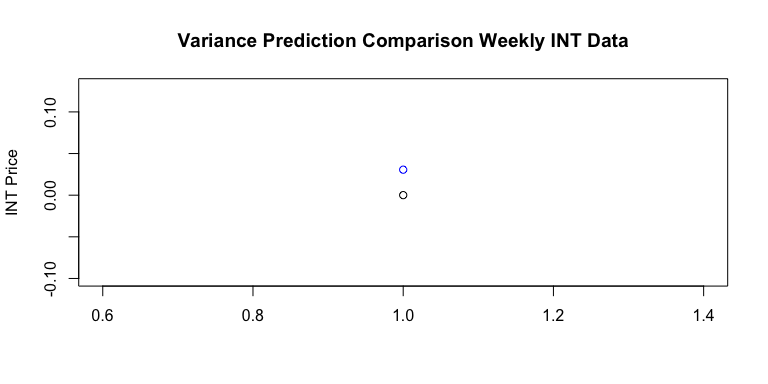 Variance Prediction Comparison Weekly INT Data
INT Price
0.10
0.00
-0.10
0.6 0.8 1.0 1.2 1.4